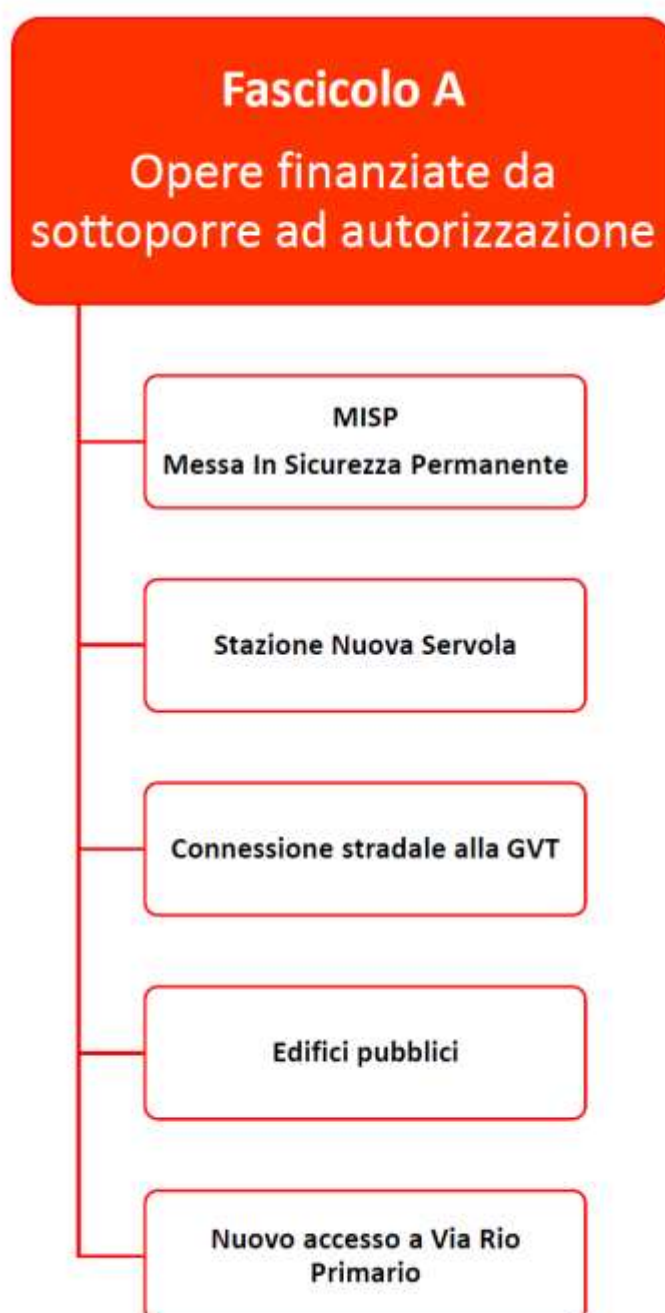 Fascicolo A
Opere finanziate da
sottoporre ad autorizzazione
MISP
Messa In Sicurezza Permanente
Stazione Nuova Servola
Connessione stradale alla GVT
Edifici pubblici
Nuovo accesso a Via Rio
Primario